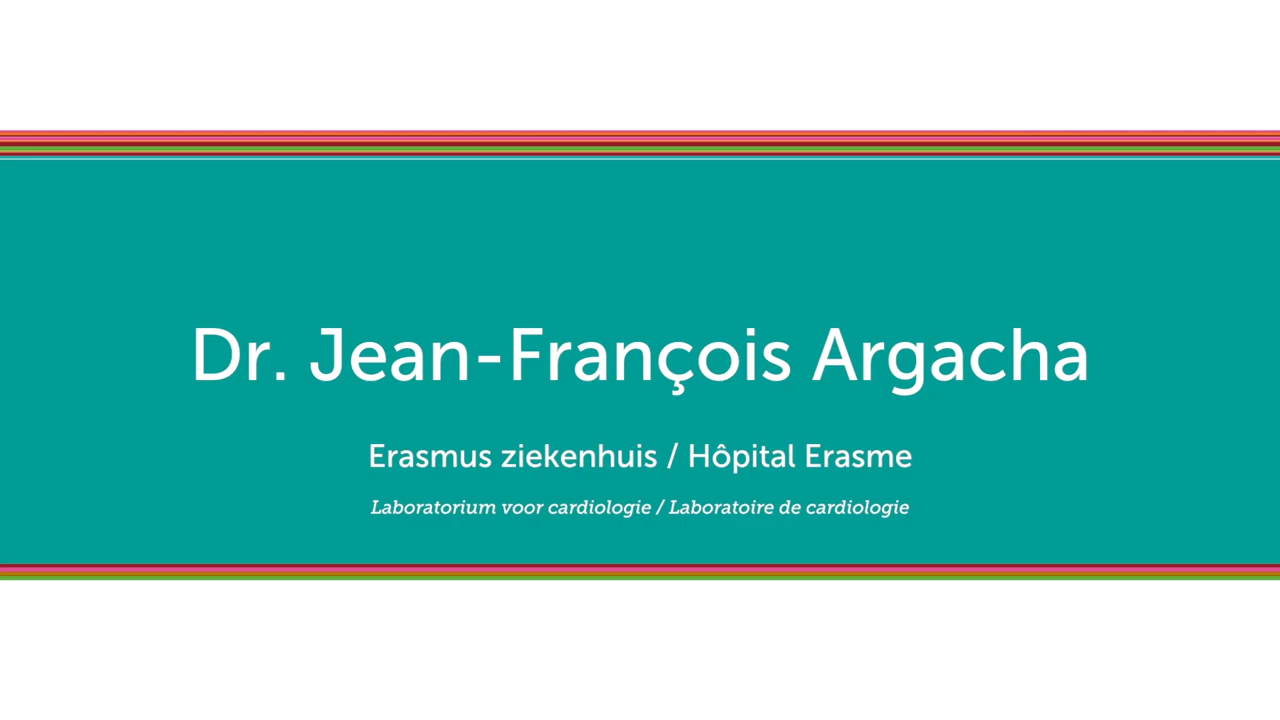 Dr. Jean-François Argacha
Erasmus ziekenhuis / Hôpital Erasme
Laboratorium voor cardiologie / Laboratoire de cardiologie